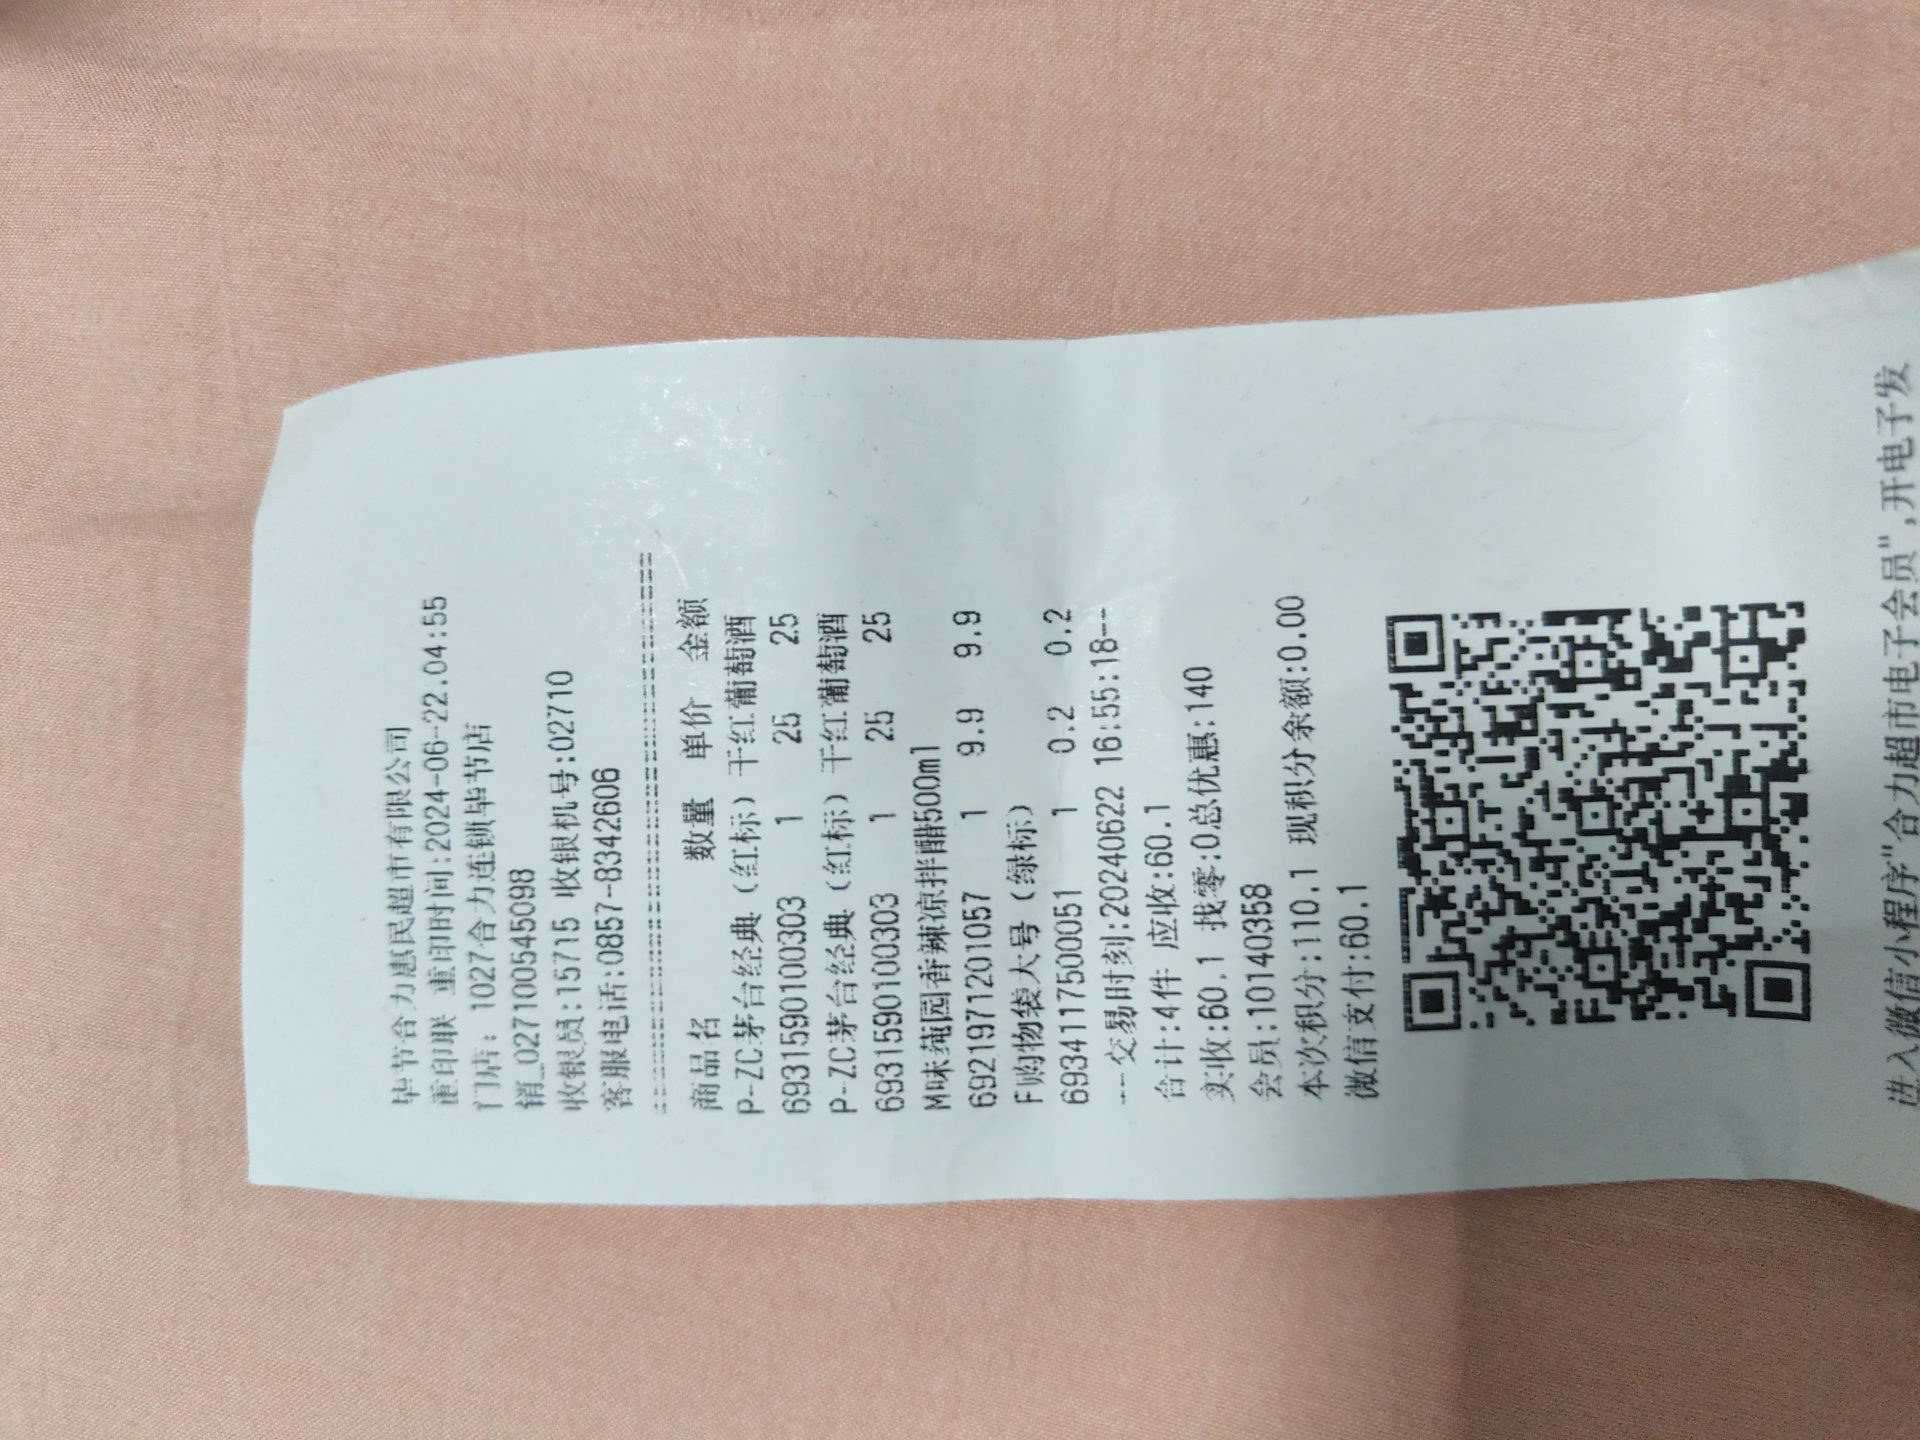 毕节合力惠民超市有限公司
重印联 重印时间:2024-06-22.04:55
门店: 1027合力连锁毕节店
销_0271005450​98
收银员:15715 收银机号:02710
客服电话:0857-8342606
商品名 数量 单价 金额
P-ZC茅台经典(红标)干红葡萄酒
6931590100303 1 25 25
P-ZC茅台经典(红标)干红葡萄酒
6931590100303 1 25 25
M味莼园香辣凉拌醋500ml
6921971201057 1 9.9 9.9
F购物袋大号(绿标)
6934117500051 1 0.2 0.2
--交易时刻:20240622 16:55:18--
合计:4件 应收:60.1
实收:60.1 找零:0总优惠:140
会员:10140358
本次积分:110.1 现积分余额:0.00
微信支付:60.1
进入微信小程序"合力超市电子会员",开电子发